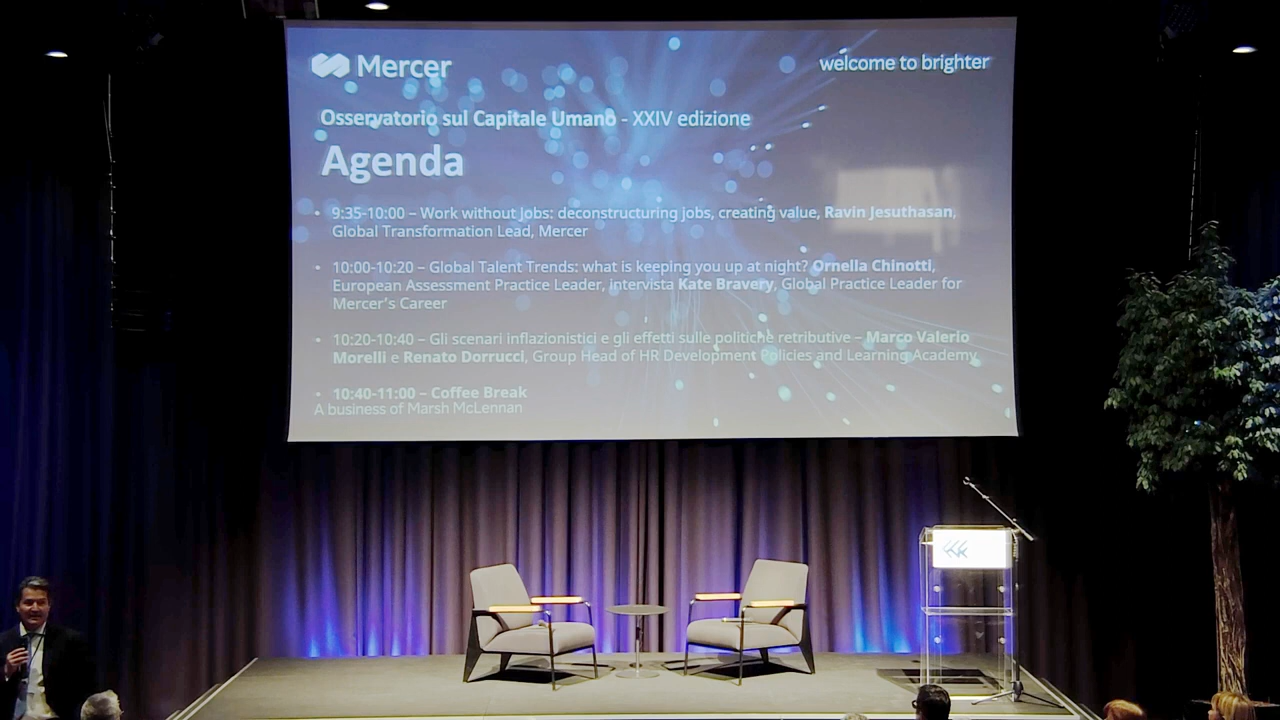 Mercer
welcome to brighter
Osservatorio sul Capitale Umano - XXIV edizione
Agenda
• 9:35-10:00 – Work without Jobs: deconstructuring jobs, creating value, Ravin Jesuthasan,
Global Transformation Lead, Mercer
• 10:00-10:20 – Global Talent Trends: what is keeping you up at night? Ornella Chinotti,
European Assessment Practice Leader, intervista Kate Bravery, Global Practice Leader for
Mercer's Career
• 10:20-10:40 – Gli scenari inflazionistici e gli effetti sulle politiche retributive – Marco Valerio
Morelli e Renato Dorrucci, Group Head of HR Development Policies and Learning Academy
• 10:40-11:00 – Coffee Break
A business of Marsh McLennan